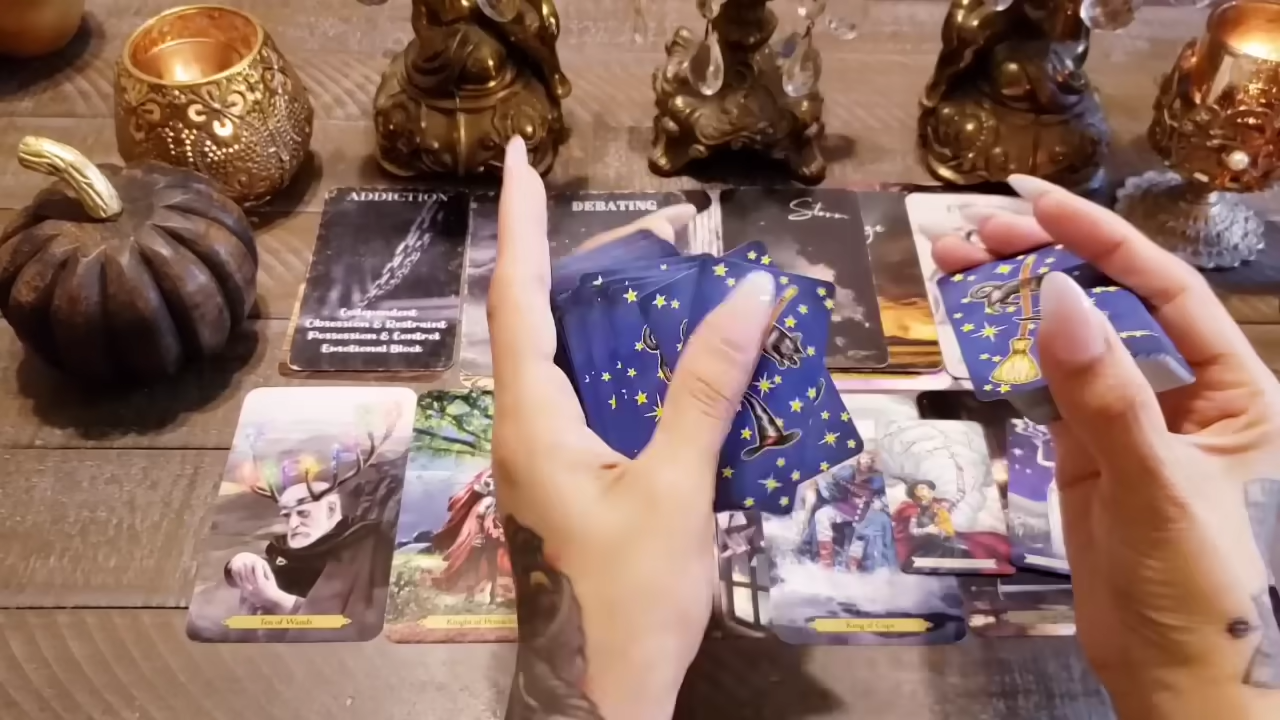 ADDICTION
Codependent
Obsession & Restraint
Possession & Control
Emotional Block
DEBATING
Storm
Ten of Wands
Knight of Pentacles
King of Cups